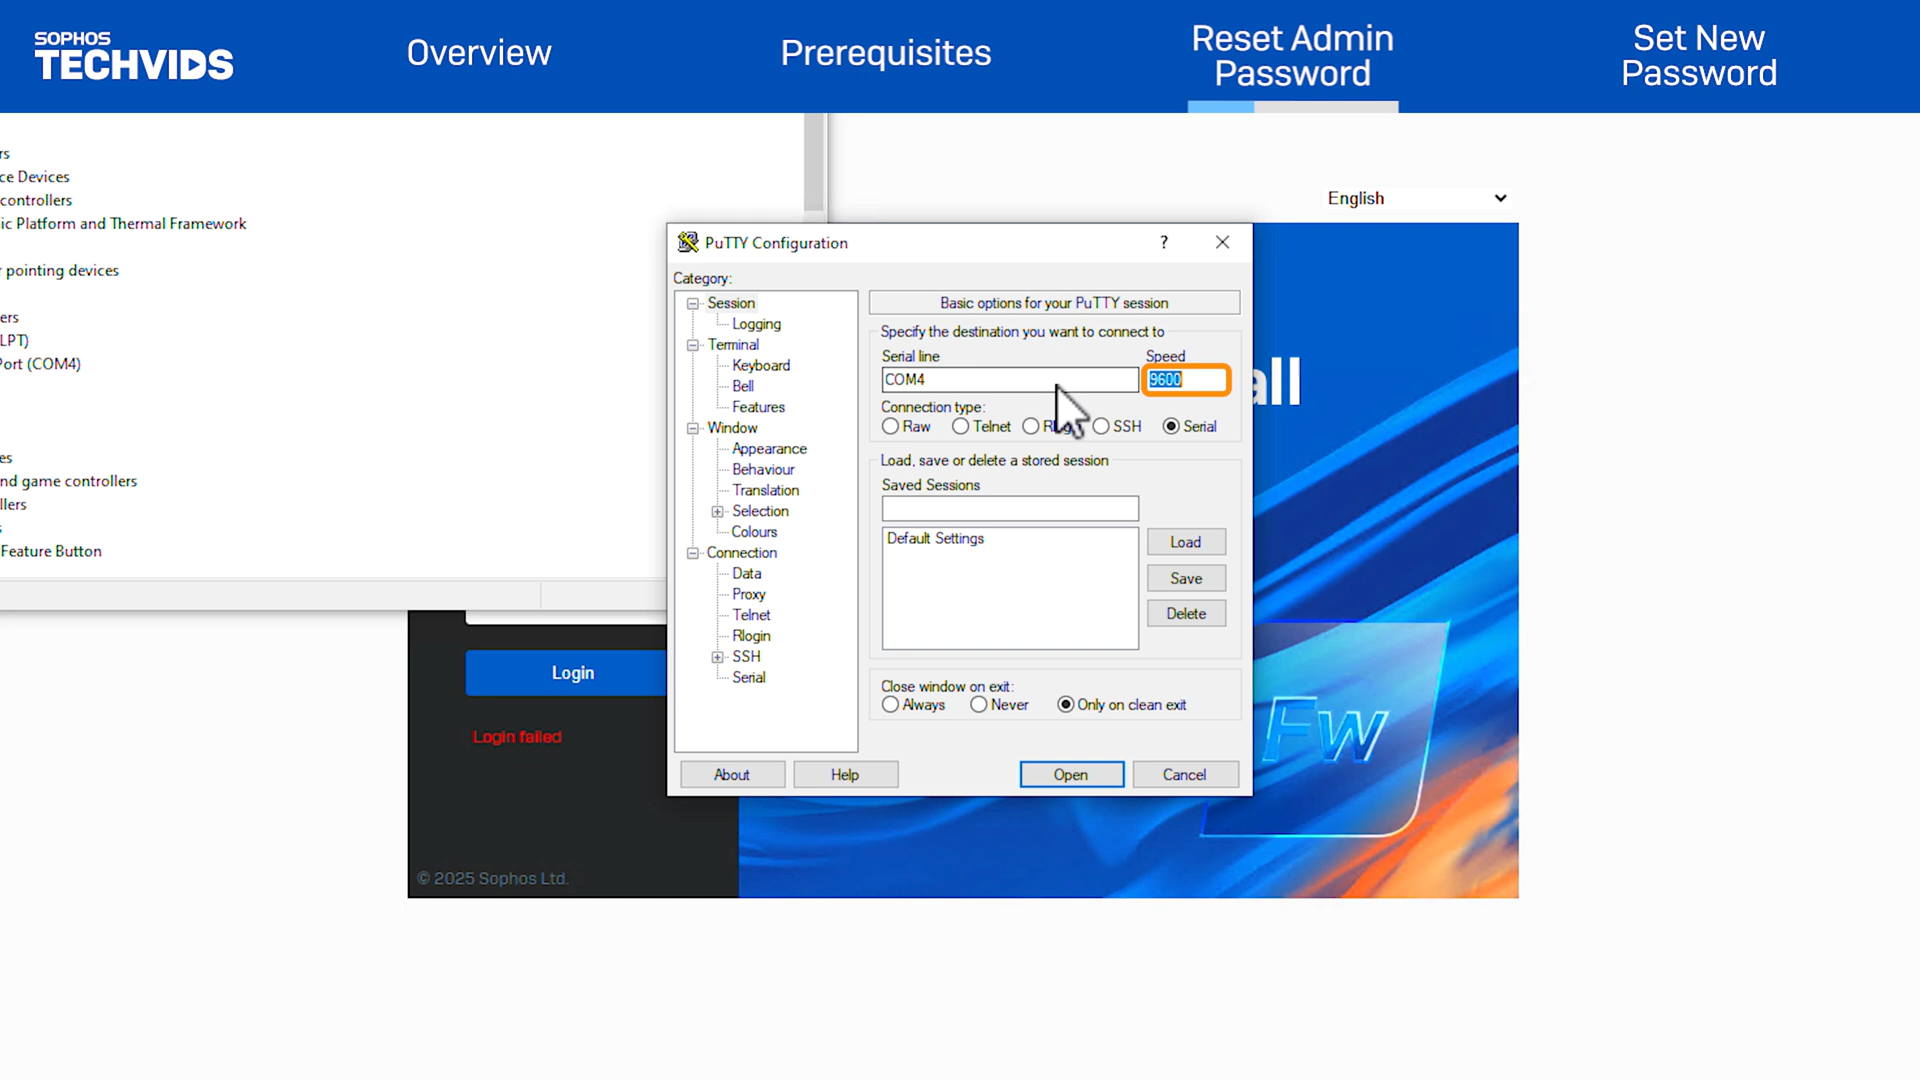 SOPHOS
TECHVIDS
Overview
Prerequisites
Reset Admin
Password
Set New
Password
rs
ce Devices
controllers
ic Platform and Thermal Framework
r pointing devices
ers
LPT)
Port (COM4)
es
nd game controllers
llers
s
Feature Button
English
all
PuTTY Configuration
?
Category:
Session
Logging
Terminal
Keyboard
Bell
Features
Window
Appearance
Behaviour
Translation
Selection
Colours
Connection
Data
Proxy
Telnet
Rlogin
SSH
Serial
Basic options for your PuTTY session
Specify the destination you want to connect to
Serial line
Speed
COM4
9600
Connection type:
Raw
Telnet
SSH
Serial
Load, save or delete a stored session
Saved Sessions
Default Settings
Load
Save
Delete
Close window on exit:
Always
Never
Only on clean exit
About
Help
Open
Cancel
Login
Login failed
FW
© 2025 Sophos Ltd.